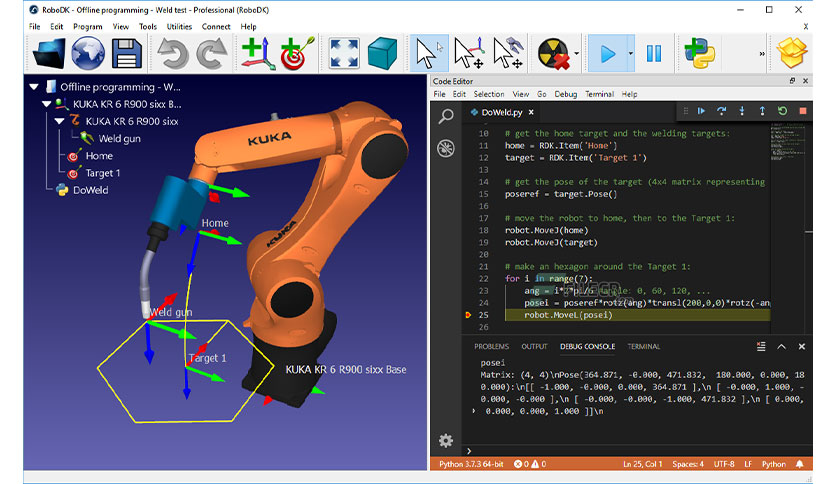 RoboDK - Offline programming - Weld test - Professional (RoboDK)
File Edit Program View Tools Utilities Connect Help
Offline programming - W...
KUKA KR 6 R900 sixx B...
KUKA KR 6 R900 sixx
Weld gun
Home
Target 1
DoWeld
KUKA
KUKA
Home
Weld gun
Target 1
KUKA KR 6 R900 sixx Base
Code Editor
File Edit Selection View Go Debug Terminal Help
DoWeld.py
10 # get the home target and the welding targets:
11 home = RDK.Item('Home')
12 target = RDK.Item('Target 1')
13
14 # get the pose of the target (4x4 matrix representing
15 poseref = target.Pose()
16
17 # move the robot to home, then to the Target 1:
18 robot.MoveJ(home)
19 robot.MoveJ(target)
20
21 # make an hexagon around the Target 1:
22 for i in range(7):
23 ang = i* angle: 0, 60, 120, ...
24 posei = poseref*rotz(ang)*transl(200,0,0)*rotz(-an
25 robot.MoveL(posei)
26
PROBLEMS OUTPUT DEBUG CONSOLE TERMINAL
posei
Matrix: (4, 4)\nPose(364.871, -0.000, 471.832, 180.000, 0.000, 18
0.000):\n[[ -1.000, -0.000, 0.000, 364.871 ],\n [ -0.000, 1.000, -
0.000, -0.000 ],\n [ -0.000, -0.000, -1.000, 471.832 ],\n [ 0.000,
0.000, 0.000, 1.000 ]]\n
Python 3.7.3 64-bit 0 0 Ln 25, Col 1 Spaces: 4 UTF-8 LF Python